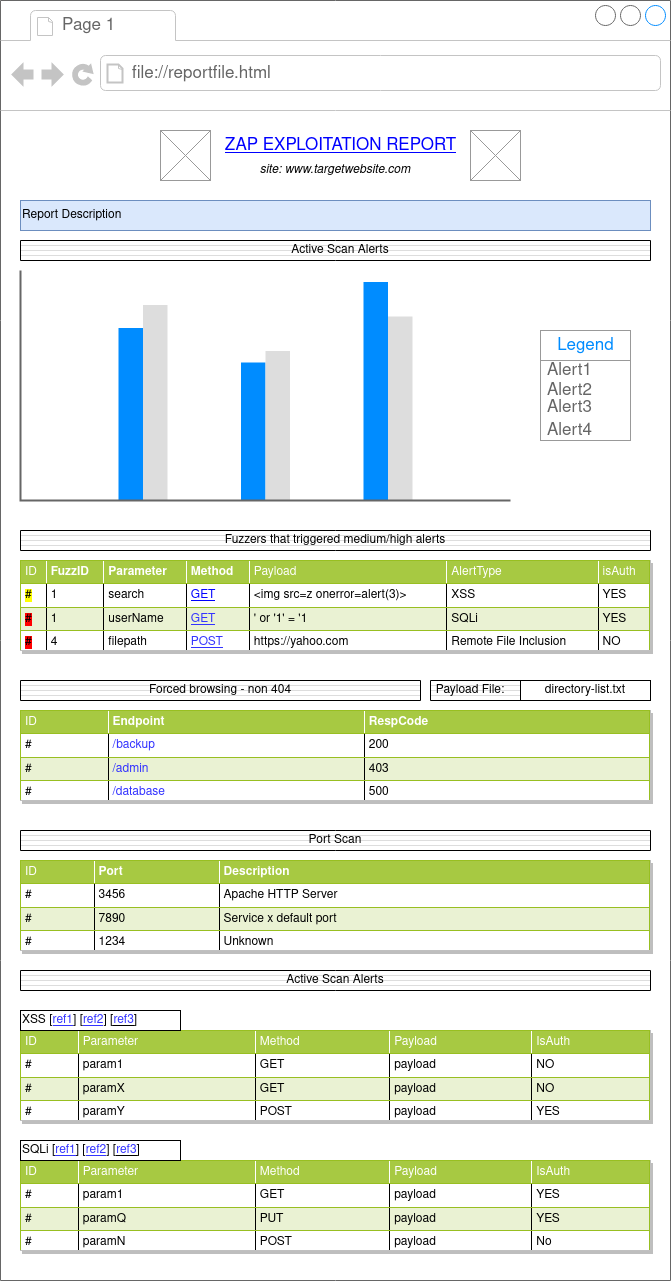 Page 1
file://reportfile.html
ZAP EXPLOITATION REPORT
site: www.targetwebsite.com
Report Description
Active Scan Alerts
Legend
Alert1
Alert2
Alert3
Alert4
Fuzzers that triggered medium/high alerts
ID FuzzID Parameter Method Payload AlertType isAuth
# 1 search GET <img src=z onerror=alert(3)> XSS YES
# 1 userName GET ' or '1' = '1 SQLi YES
# 4 filepath POST https://yahoo.com Remote File Inclusion NO
Forced browsing - non 404 Payload File: directory-list.txt
ID Endpoint RespCode
# /backup 200
# /admin 403
# /database 500
Port Scan
ID Port Description
# 3456 Apache HTTP Server
# 7890 Service x default port
# 1234 Unknown
Active Scan Alerts
XSS [ref1] [ref2] [ref3]
ID Parameter Method Payload IsAuth
# param1 GET payload NO
# paramX GET payload NO
# paramY POST payload YES
SQLi [ref1] [ref2] [ref3]
ID Parameter Method Payload IsAuth
# param1 GET payload YES
# paramQ PUT payload YES
# paramN POST payload No